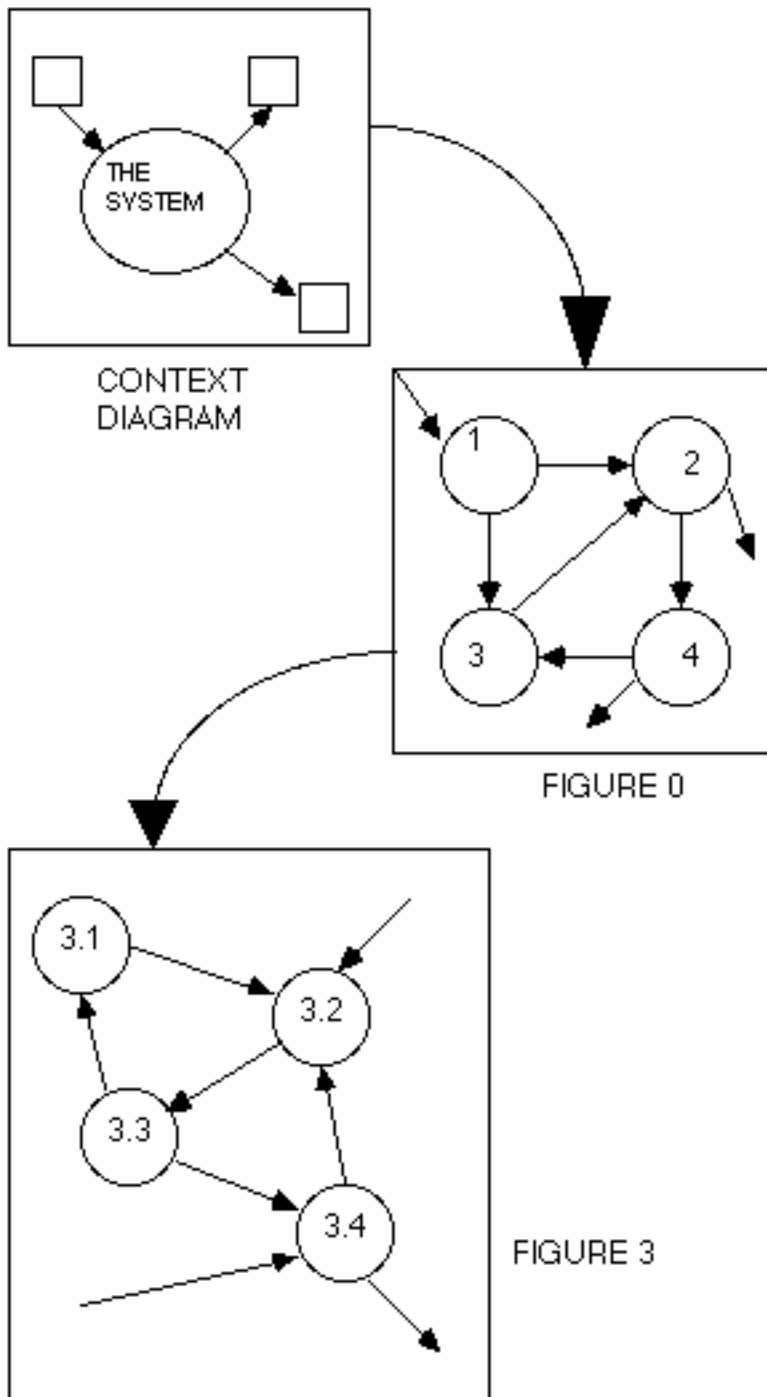 THE
SYSTEM
CONTEXT
DIAGRAM
1
2
3
4
FIGURE 0
3.1
3.2
3.3
3.4
FIGURE 3